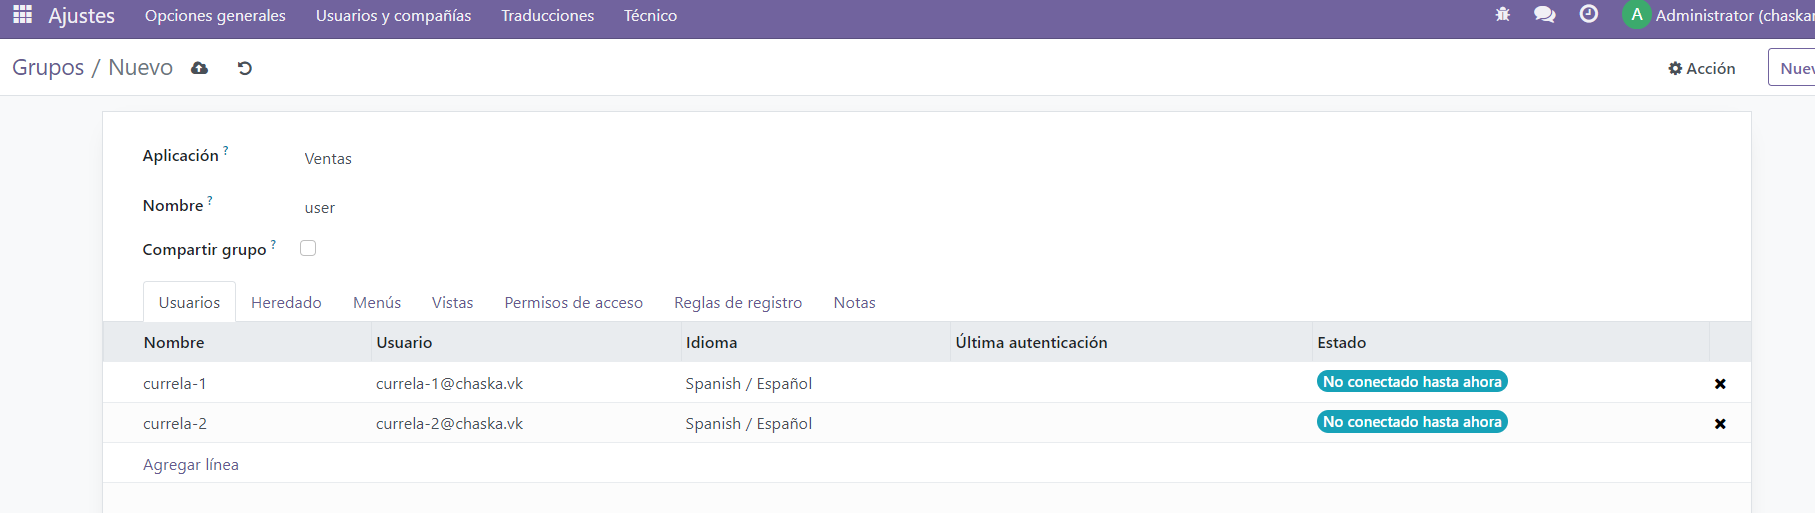 Ajustes Opciones generales Usuarios y compañías Traducciones Técnico A Administrator (chaskar
Grupos / Nuevo Acción Nuev
Aplicación ? Ventas
Nombre ? user
Compartir grupo ?
Usuarios Heredado Menús Vistas Permisos de acceso Reglas de registro Notas
Nombre Usuario Idioma Última autenticación Estado
currela-1 currela-1@chaska.vk Spanish / Español No conectado hasta ahora
currela-2 currela-2@chaska.vk Spanish / Español No conectado hasta ahora
Agregar línea